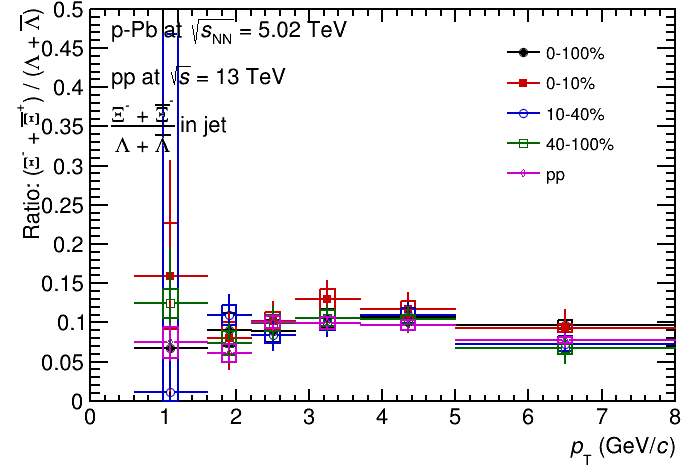 p-Pb at √s_NN = 5.02 TeV
pp at √s = 13 TeV
Ξ⁻ + Ξ̅⁻
Λ + Λ̅
in jet
0-100%
0-10%
10-40%
40-100%
pp
Ratio: (Ξ⁻ + Ξ̅⁺) / (Λ + Λ̅)
0.5
0.45
0.4
0.35
0.3
0.25
0.2
0.15
0.1
0.05
0
0 1 2 3 4 5 6 7 8
p_T (GeV/c)